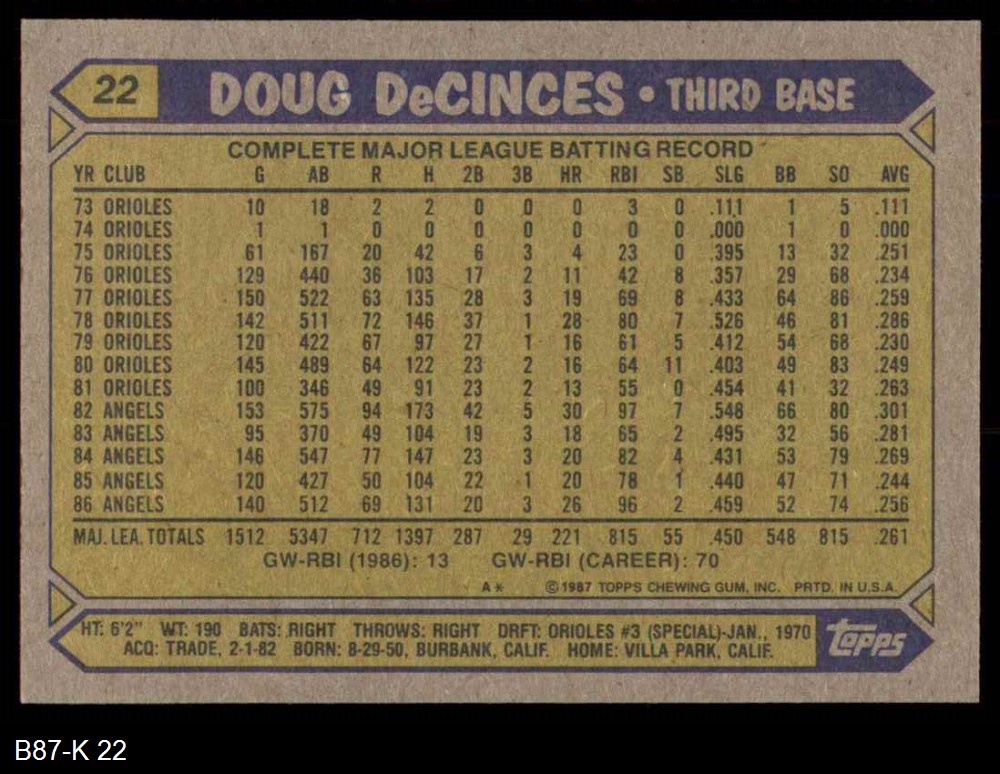 22 DOUG DeCINCES • THIRD BASE
COMPLETE MAJOR LEAGUE BATTING RECORD
YR CLUB G AB R H 2B 3B HR RBI SB SLG BB SO AVG
73 ORIOLES 10 18 2 2 0 0 0 3 0 .111 1 5 .111
74 ORIOLES 1 1 0 0 0 0 0 0 0 .000 1 0 .000
75 ORIOLES 61 167 20 42 6 3 4 23 0 .395 13 32 .251
76 ORIOLES 129 440 36 103 17 2 11 42 8 .357 29 68 .234
77 ORIOLES 150 522 63 135 28 3 19 69 8 .433 64 86 .259
78 ORIOLES 142 511 72 146 37 1 28 80 7 .526 46 81 .286
79 ORIOLES 120 422 67 97 27 1 16 61 5 .412 54 68 .230
80 ORIOLES 145 489 64 122 23 2 16 64 11 .403 49 83 .249
81 ORIOLES 100 346 49 91 23 2 13 55 0 .454 41 32 .263
82 ANGELS 153 575 94 173 42 5 30 97 7 .548 66 80 .301
83 ANGELS 95 370 49 104 19 3 18 65 2 .495 32 56 .281
84 ANGELS 146 547 77 147 23 3 20 82 4 .431 53 79 .269
85 ANGELS 120 427 50 104 22 1 20 78 1 .440 47 71 .244
86 ANGELS 140 512 69 131 20 3 26 96 2 .459 52 74 .256
MAJ. LEA. TOTALS 1512 5347 712 1397 287 29 221 815 55 .450 548 815 .261
GW-RBI (1986): 13 GW-RBI (CAREER): 70
A* © 1987 TOPPS CHEWING GUM, INC. PRTD. IN U.S.A.
HT: 6'2" WT: 190 BATS: RIGHT THROWS: RIGHT DRFT: ORIOLES #3 (SPECIAL)-JAN., 1970
ACQ: TRADE, 2-1-82 BORN: 8-29-50, BURBANK, CALIF. HOME: VILLA PARK, CALIF.
topps
B87-K 22